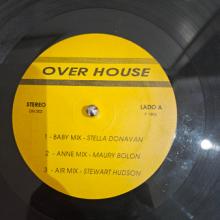 OVER HOUSE
STEREO LADO A
1 - BABY MIX - STELLA DONAVAN
2 - ANNE MIX - MAURY BOLON
3 - AIR MIX - STEWART HUDSON